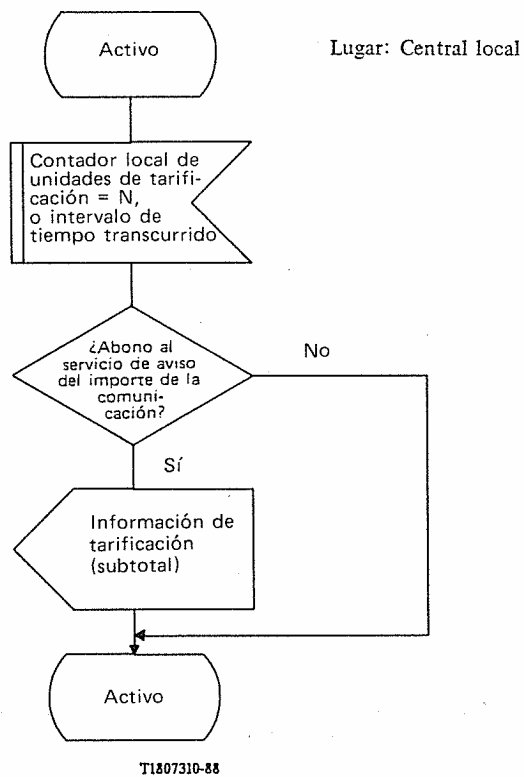 Activo
Lugar: Central local
Contador local de
unidades de tarifi-
cación = N,
o intervalo de
tiempo transcurrido
¿Abono al
servicio de aviso
del importe de la
comuni-
cación?
No
Sí
Información de
tarificación
(subtotal)
Activo
T1807310-88